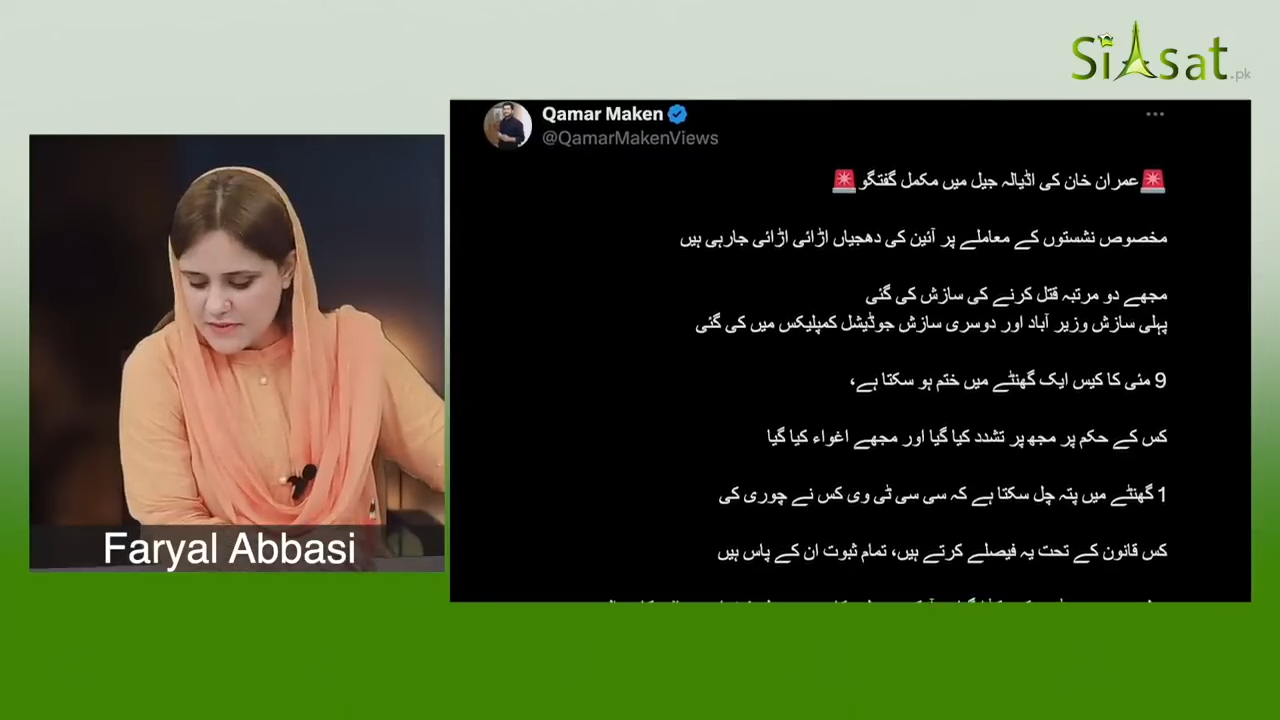 SiAsat.pk
Qamar Maken
@QamarMakenViews
🚨عمران خان کی اڈیالہ جیل میں مکمل گفتگو🚨
مخصوص نشستوں کے معاملے پر آئین کی دھجیاں اڑائی اڑائی جارہی ہیں
مجھے دو مرتبہ قتل کرنے کی سازش کی گئی
پہلی سازش وزیر آباد اور دوسری سازش جوڈیشل کمپلیکس میں کی گئی
9 مئی کا کیس ایک گھنٹے میں ختم ہو سکتا ہے،
کس کے حکم پر مجھ پر تشدد کیا گیا اور مجھے اغواء کیا گیا
1 گھنٹے میں پتہ چل سکتا ہے کہ سی سی ٹی وی کس نے چوری کی
کس قانون کے تحت یہ فیصلے کرتے ہیں، تمام ثبوت ان کے پاس ہیں
Faryal Abbasi